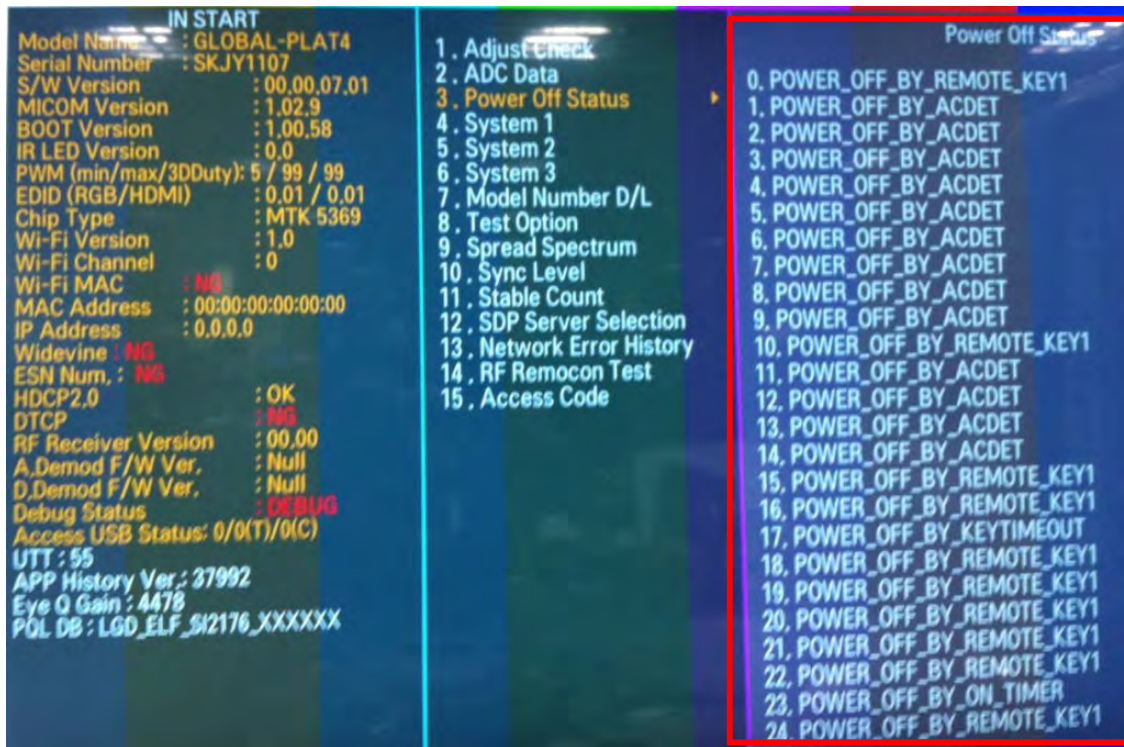 IN START
Model Name : GLOBAL-PLAT4
Serial Number : SKJY1107
S/W Version : 00.00.07.01
MICOM Version : 1.02.9
BOOT Version : 1.00.58
IR LED Version : 0.0
PWM (min/max/3DDuty): 5 / 99 / 99
EDID (RGB/HDMI) : 0.01 / 0.01
Chip Type : MTK 5369
Wi-Fi Version : 1.0
Wi-Fi Channel : 0
Wi-Fi MAC : NG
MAC Address : 00:00:00:00:00:00
IP Address : 0.0.0.0
Widevine : NG
ESN Num. : NG
HDCP2.0 : OK
DTCP : NG
RF Receiver Version : 00.00
A.Demod F/W Ver. : Null
D.Demod F/W Ver. : Null
Debug Status : DEBUG
Access USB Status: 0/0(T)/0(C)
UTT : 55
APP History Ver.: 37992
Eye Q Gain : 4478
PQL DB : LGD_ELF_SI2176_XXXXXX
1. Adjust Check
2. ADC Data
3. Power Off Status
4. System 1
5. System 2
6. System 3
7. Model Number D/L
8. Test Option
9. Spread Spectrum
10. Sync Level
11. Stable Count
12. SDP Server Selection
13. Network Error History
14. RF Remocon Test
15. Access Code
Power Off Status
0. POWER_OFF_BY_REMOTE_KEY1
1. POWER_OFF_BY_ACDET
2. POWER_OFF_BY_ACDET
3. POWER_OFF_BY_ACDET
4. POWER_OFF_BY_ACDET
5. POWER_OFF_BY_ACDET
6. POWER_OFF_BY_ACDET
7. POWER_OFF_BY_ACDET
8. POWER_OFF_BY_ACDET
9. POWER_OFF_BY_ACDET
10. POWER_OFF_BY_REMOTE_KEY1
11. POWER_OFF_BY_ACDET
12. POWER_OFF_BY_ACDET
13. POWER_OFF_BY_ACDET
14. POWER_OFF_BY_ACDET
15. POWER_OFF_BY_REMOTE_KEY1
16. POWER_OFF_BY_REMOTE_KEY1
17. POWER_OFF_BY_KEYTIMEOUT
18. POWER_OFF_BY_REMOTE_KEY1
19. POWER_OFF_BY_REMOTE_KEY1
20. POWER_OFF_BY_REMOTE_KEY1
21. POWER_OFF_BY_REMOTE_KEY1
22. POWER_OFF_BY_REMOTE_KEY1
23. POWER_OFF_BY_ON_TIMER
24. POWER_OFF_BY_REMOTE_KEY1